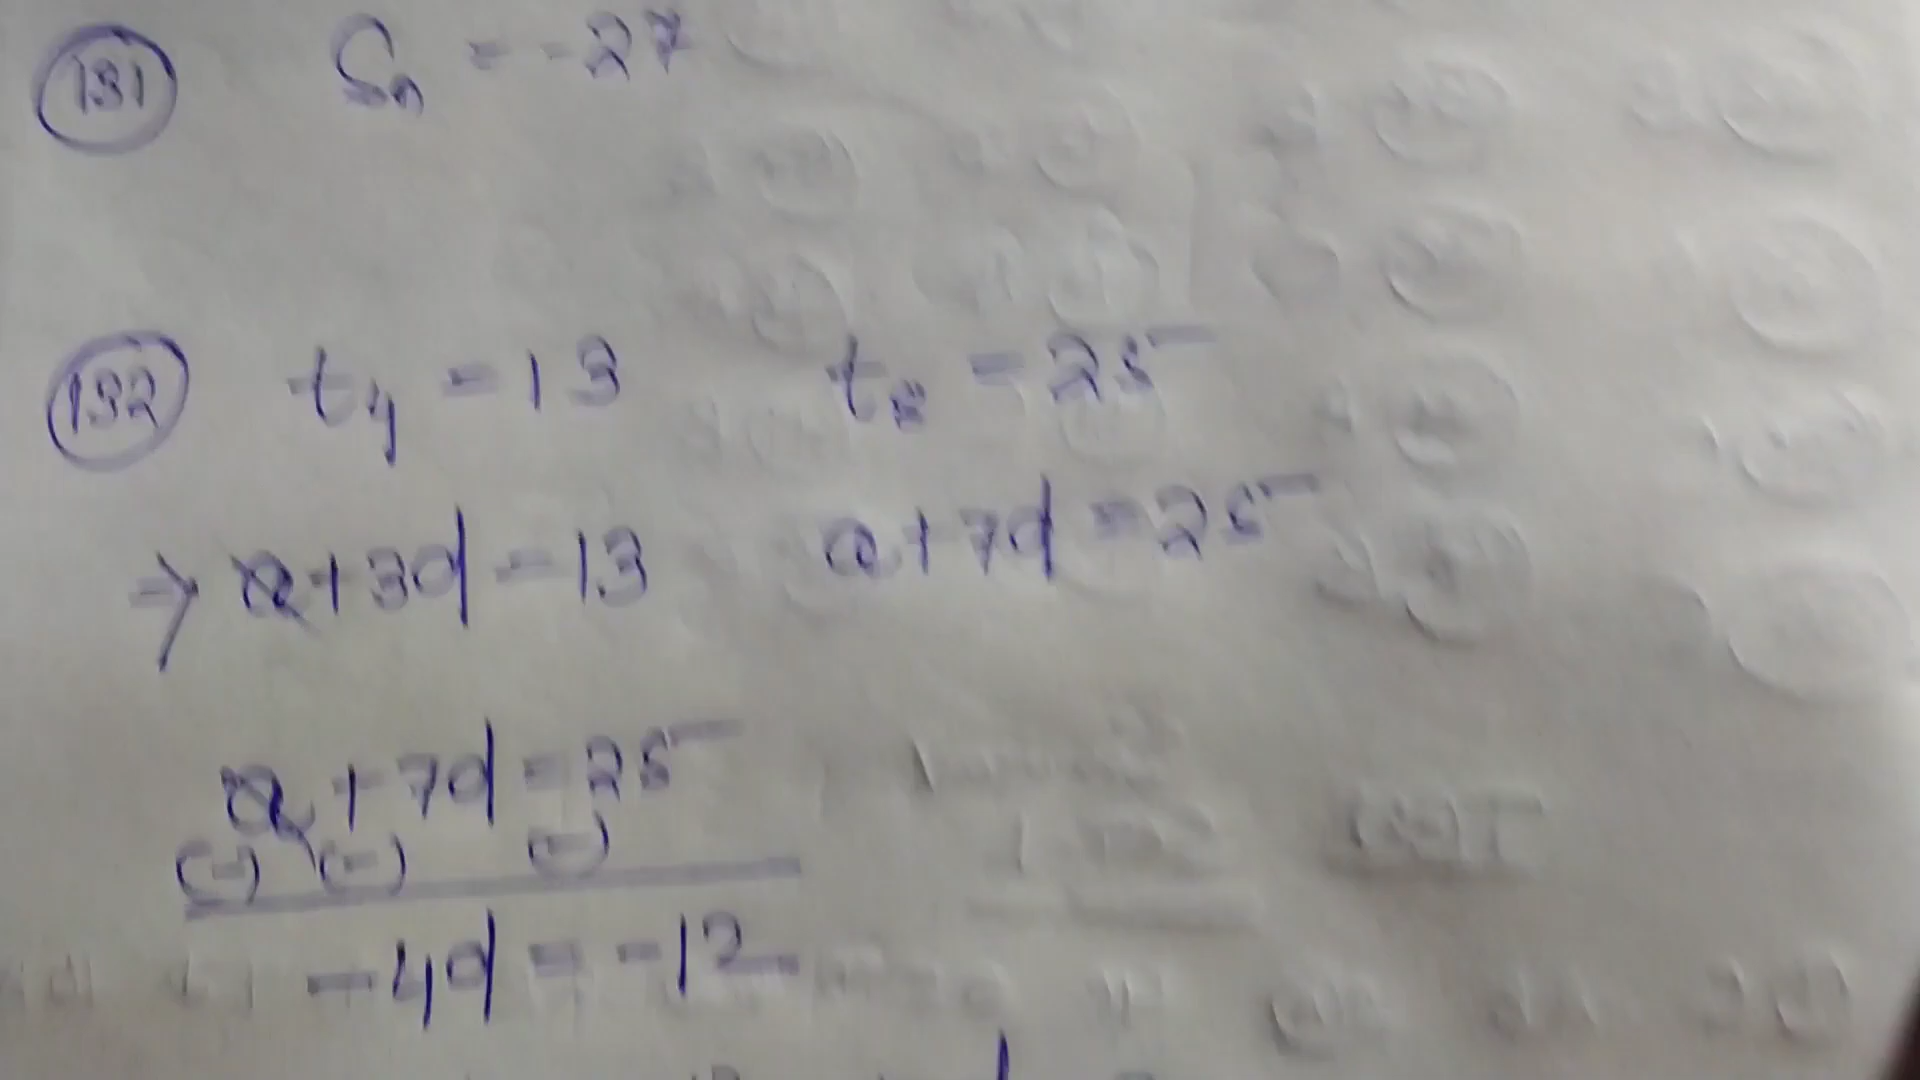 131 Sn = -27
132 t4 = 13 t8 = 25
→ a+3d = 13 a+7d = 25
a+7d = 25
(-) (-) (-)
-4d = -12